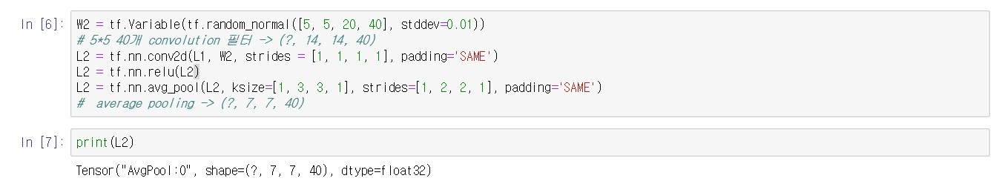 In [6]: W2 = tf.Variable(tf.random_normal([5, 5, 20, 40], stddev=0.01))
# 5*5 40개 convolution 필터 -> (?, 14, 14, 40)
L2 = tf.nn.conv2d(L1, W2, strides = [1, 1, 1, 1], padding='SAME')
L2 = tf.nn.relu(L2)
L2 = tf.nn.avg_pool(L2, ksize=[1, 3, 3, 1], strides=[1, 2, 2, 1], padding='SAME')
# average pooling -> (?, 7, 7, 40)
In [7]: print(L2)
Tensor("AvgPool:0", shape=(?, 7, 7, 40), dtype=float32)